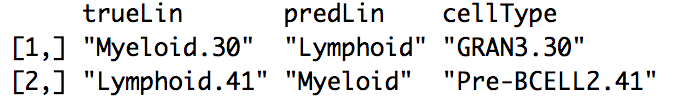 trueLin predLin cellType
[1,] "Myeloid.30" "Lymphoid" "GRAN3.30"
[2,] "Lymphoid.41" "Myeloid" "Pre-BCELL2.41"